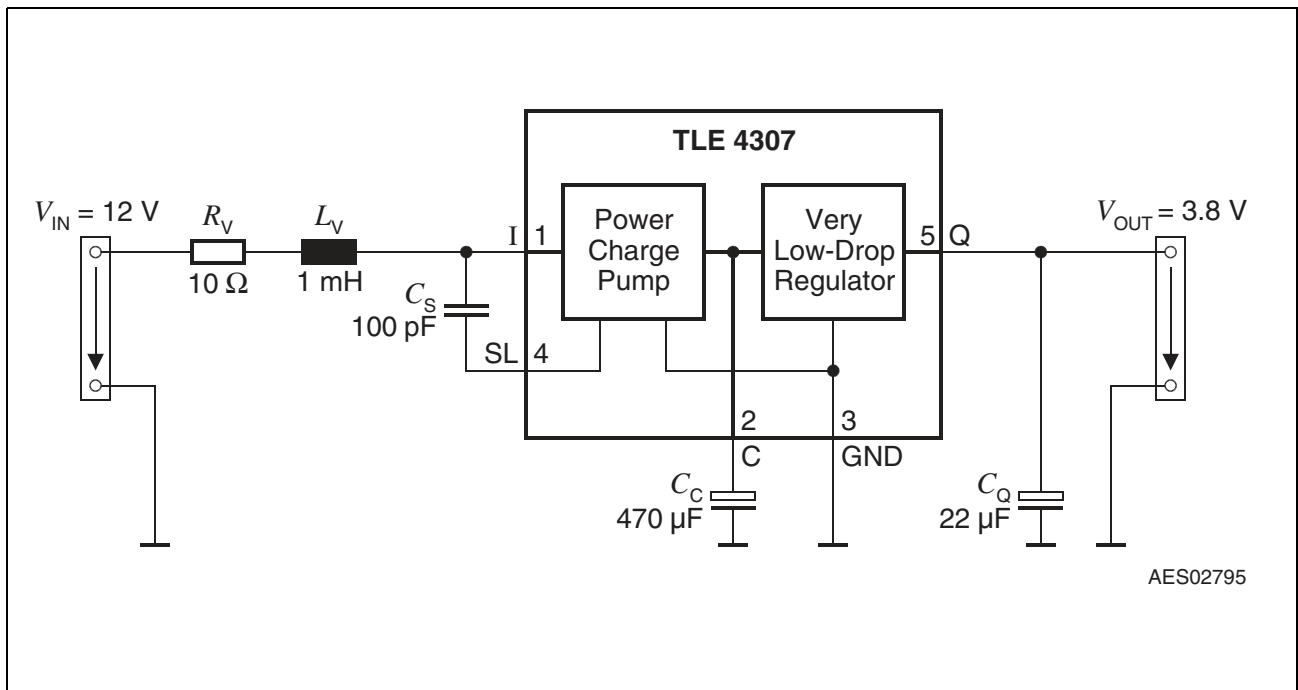 TLE 4307
V_IN = 12 V
R_V
10 Ω
L_V
1 mH
C_S
100 pF
I 1
Power
Charge
Pump
Very
Low-Drop
Regulator
5 Q
V_OUT = 3.8 V
SL 4
2
C
3
GND
C_C
470 µF
C_Q
22 µF
AES02795